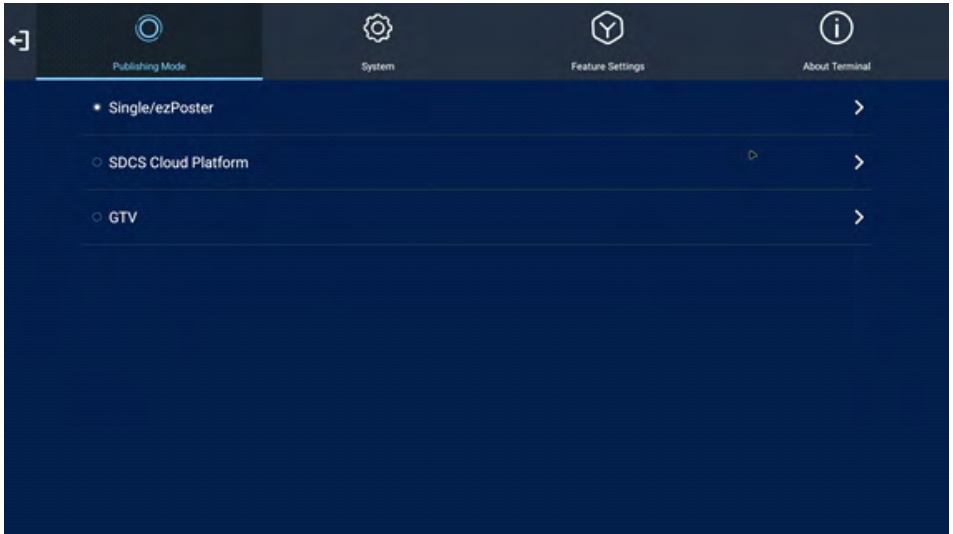 Publishing Mode
System
Feature Settings
About Terminal
Single/ezPoster
SDCS Cloud Platform
GTV